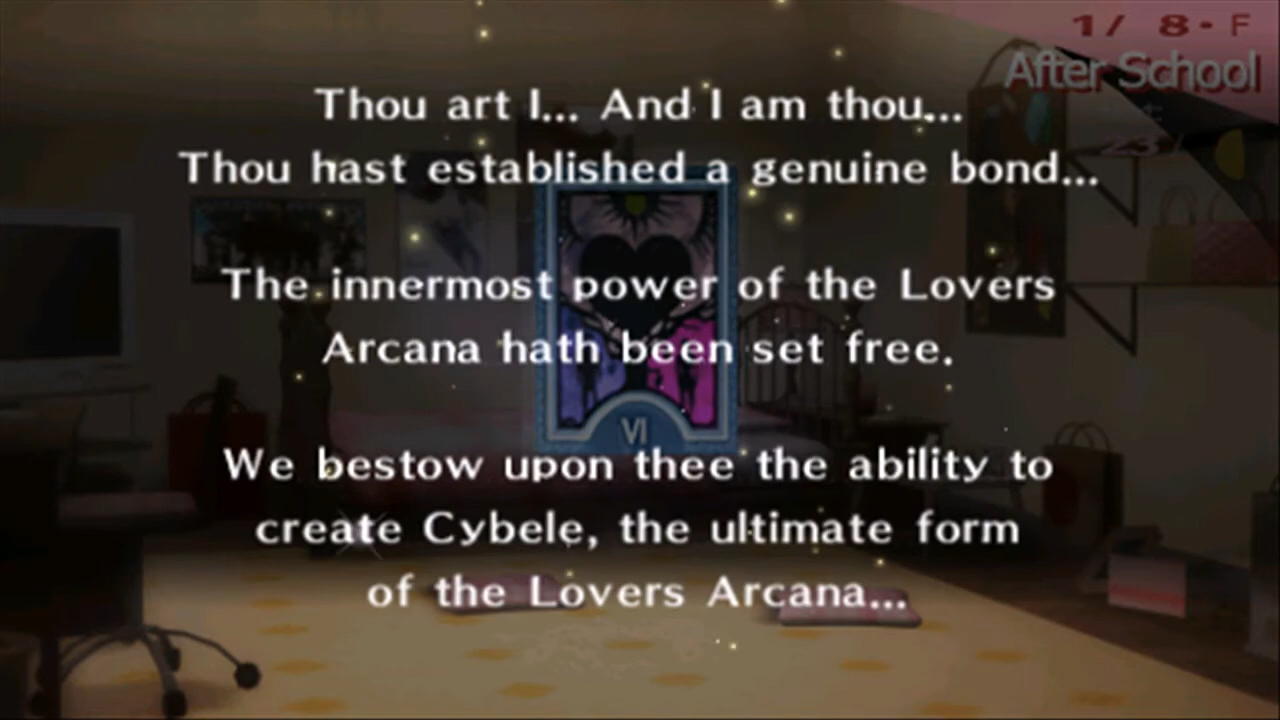 1/ 8・F
After School
Thou art I... And I am thou...
Thou hast established a genuine bond...
The innermost power of the Lovers
Arcana hath been set free.
VI
We bestow upon thee the ability to
create Cybele, the ultimate form
of the Lovers Arcana...